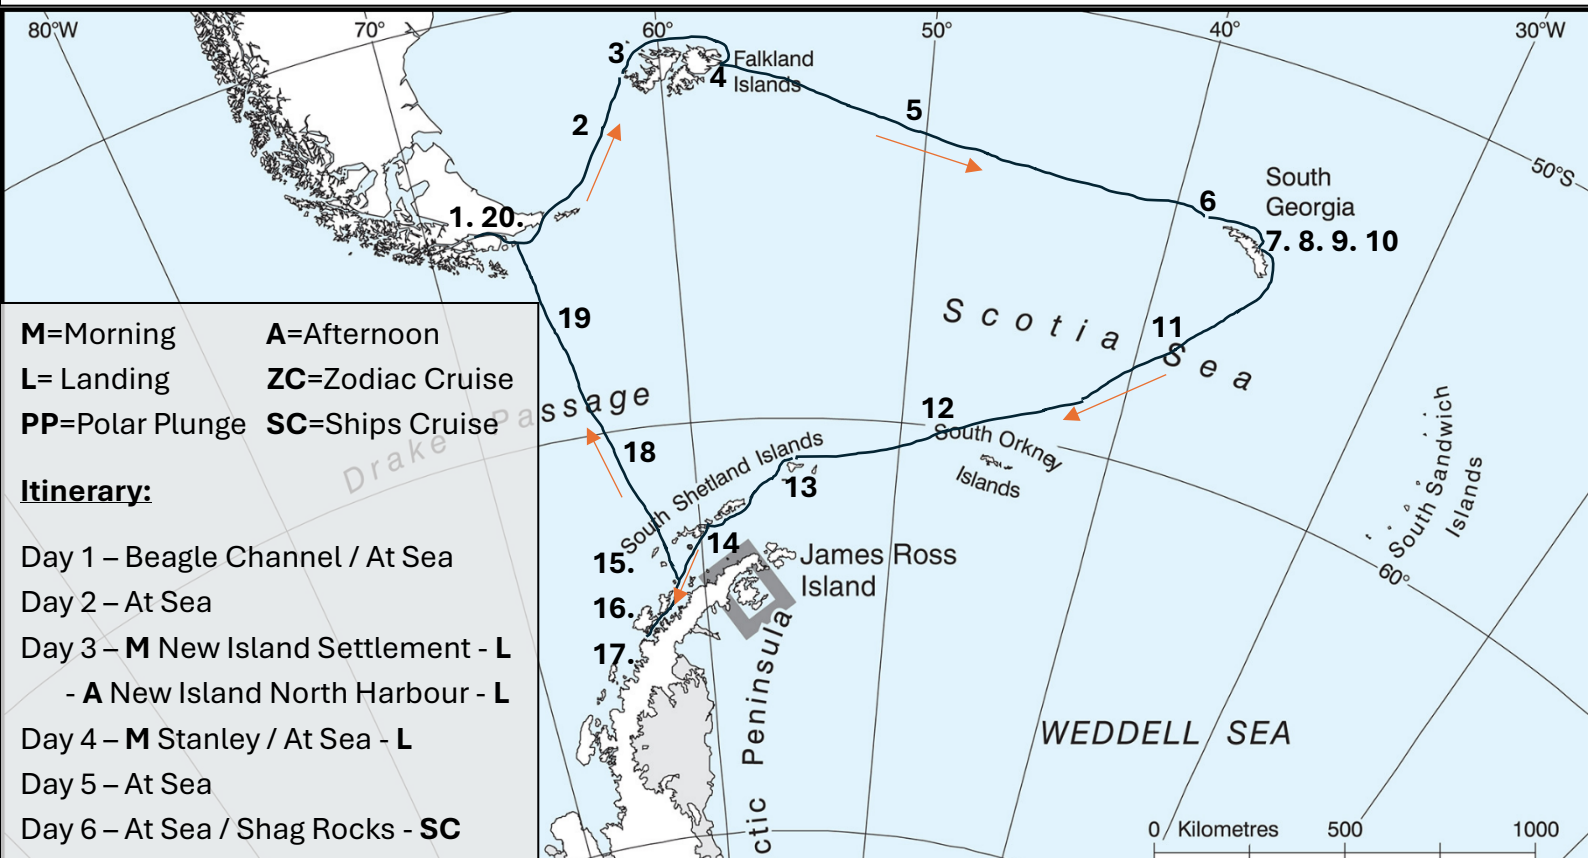 80°W
70°
60°
50°
40°
30°W
3
4
Falkland
Islands
2
5
50°S
6
South
Georgia
1. 20.
7. 8. 9. 10
Scotia
Sea
19
11
M=Morning A=Afternoon
L= Landing ZC=Zodiac Cruise
PP=Polar Plunge SC=Ships Cruise
Drake Passage
12
18
South Orkney
Islands
South Shetland Islands
13
South Sandwich
Islands
14
15.
James Ross
Island
60°
16.
17.
Itinerary:
Day 1 – Beagle Channel / At Sea
Day 2 – At Sea
Day 3 – M New Island Settlement - L
- A New Island North Harbour - L
Day 4 – M Stanley / At Sea - L
Day 5 – At Sea
Day 6 – At Sea / Shag Rocks - SC
ctic Peninsula
WEDDELL SEA
0 Kilometres 500 1000